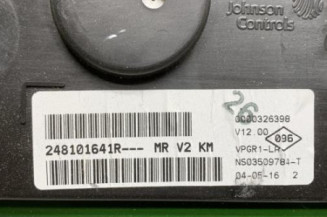 Johnson
Controls
26
0000326398
V12.00
096
248101641R--- MR V2 KM
VPGR1-LR
NS03509784-T
04-05-16 2